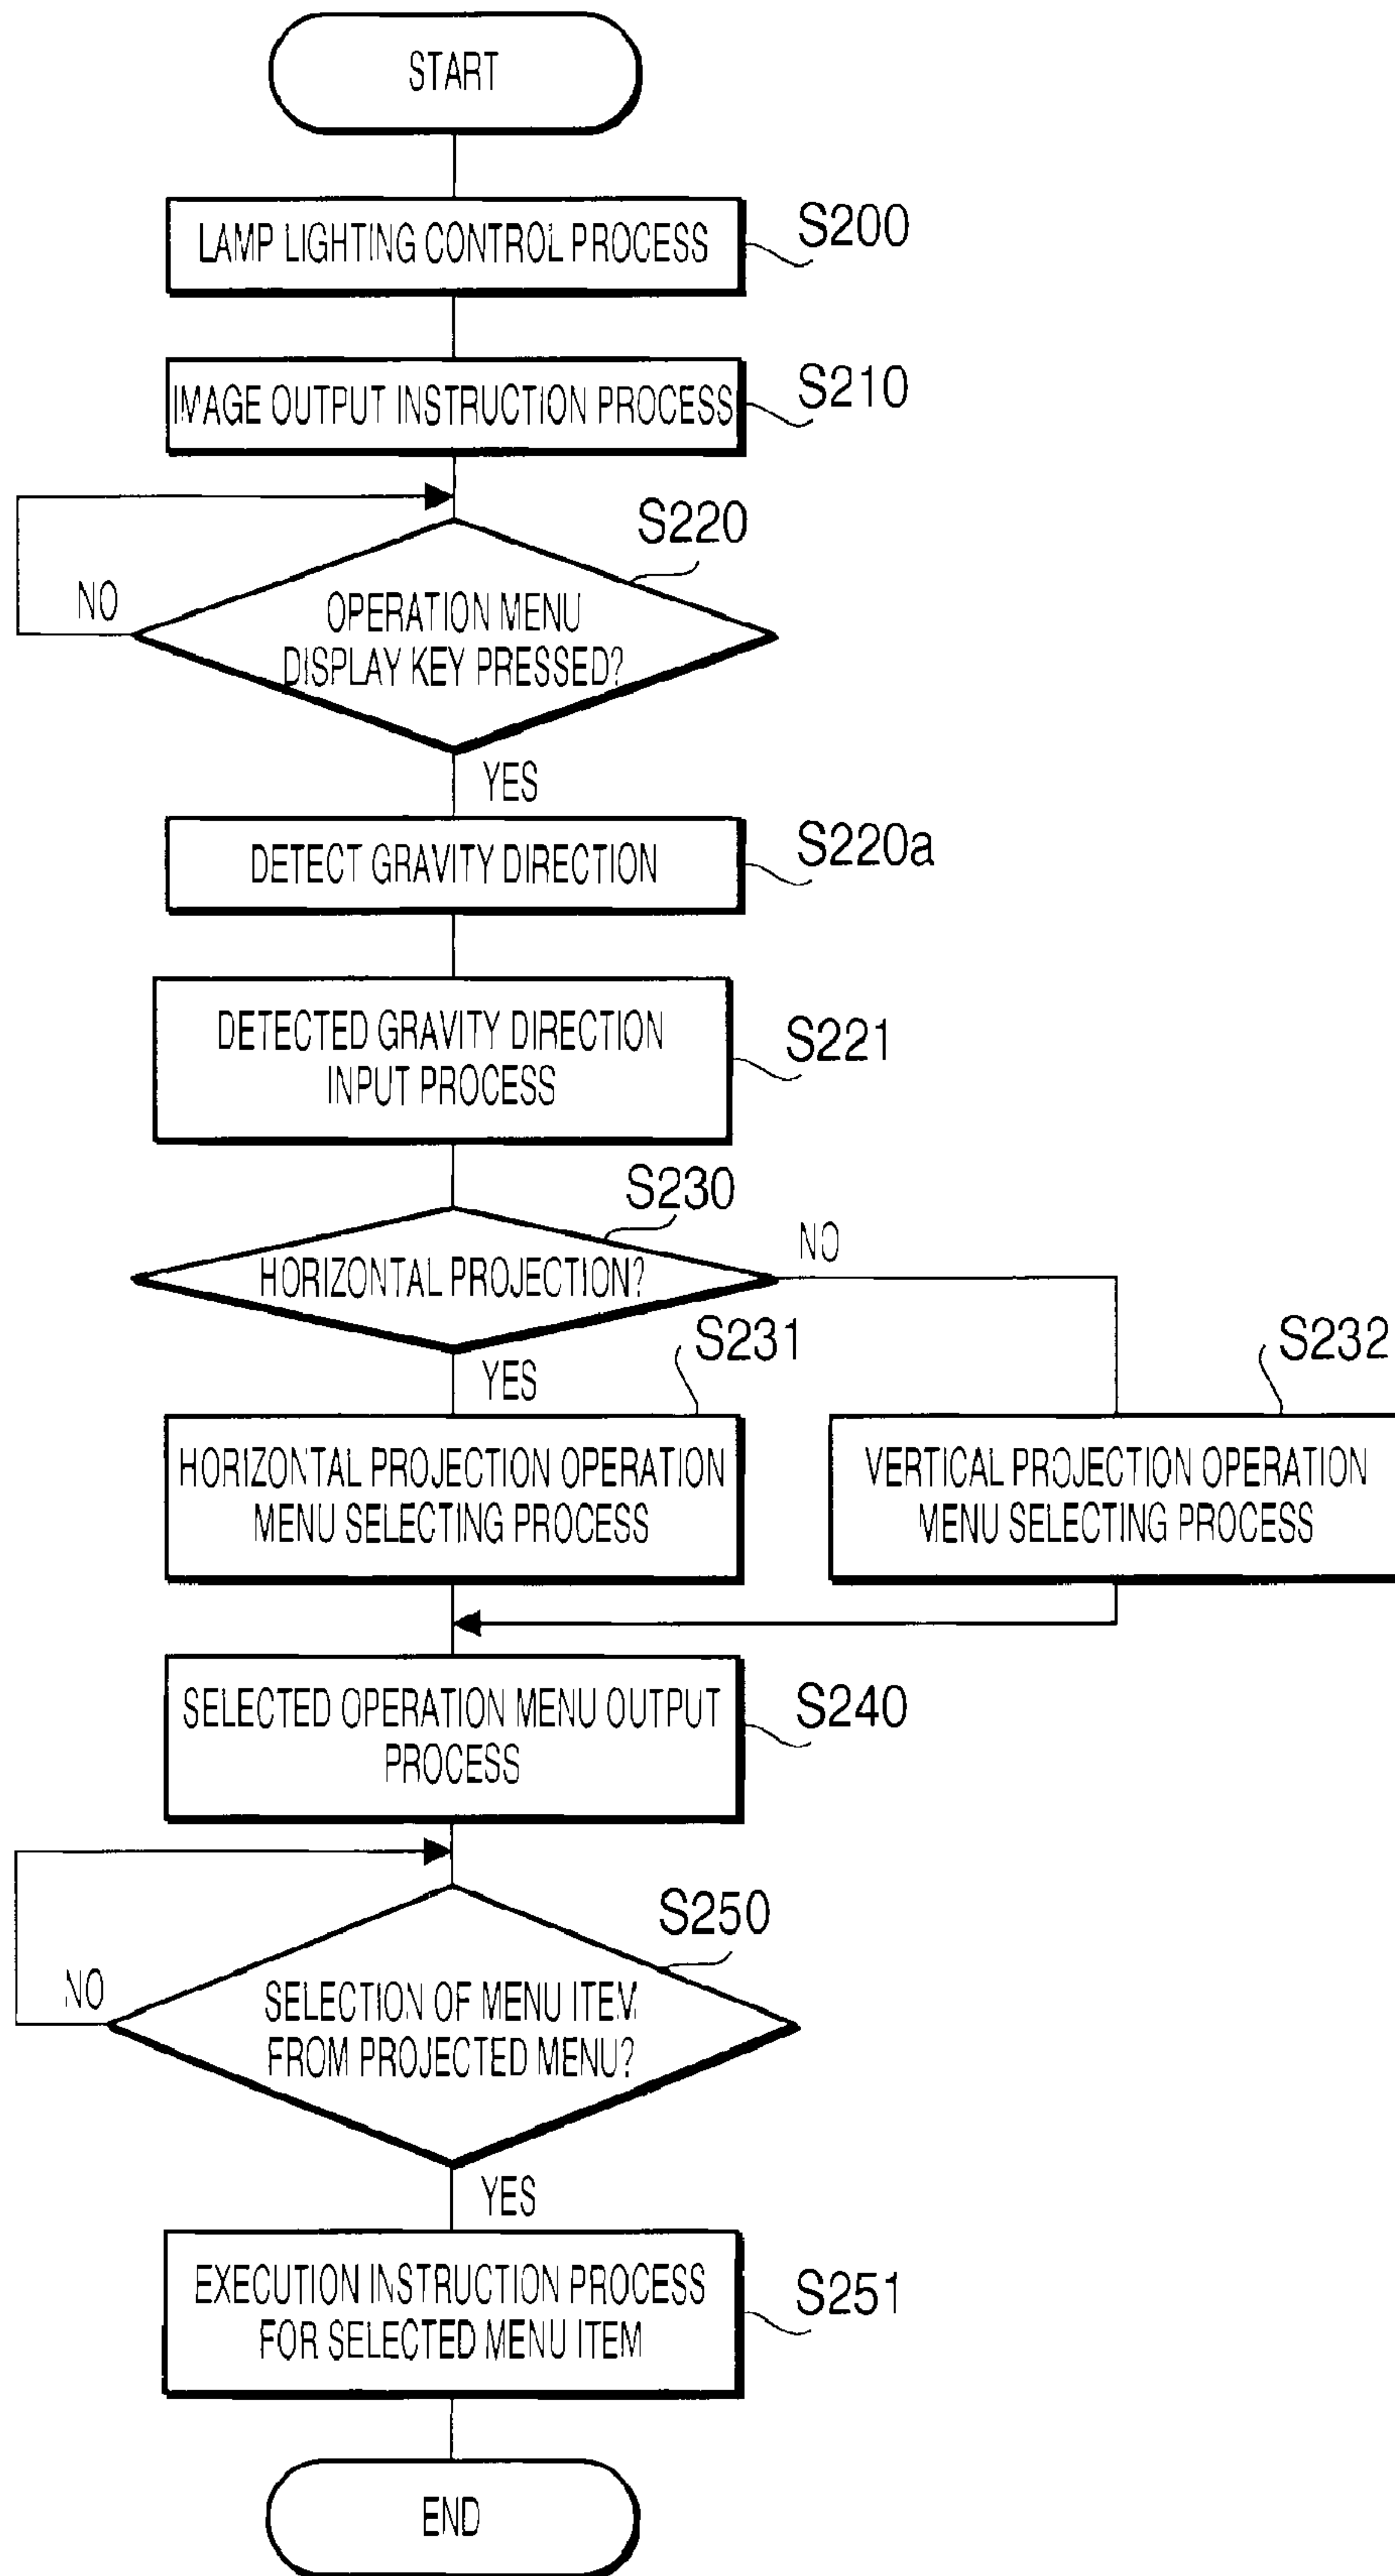 START
LAMP LIGHTING CONTROL PROCESS
S200
IMAGE OUTPUT INSTRUCTION PROCESS
S210
S220
NO
OPERATION MENU
DISPLAY KEY PRESSED?
YES
DETECT GRAVITY DIRECTION
S220a
DETECTED GRAVITY DIRECTION
INPUT PROCESS
S221
S230
HORIZONTAL PROJECTION?
NO
YES
S231
S232
HORIZONTAL PROJECTION OPERATION
MENU SELECTING PROCESS
VERTICAL PROJECTION OPERATION
MENU SELECTING PROCESS
SELECTED OPERATION MENU OUTPUT
PROCESS
S240
S250
NO
SELECTION OF MENU ITEM
FROM PROJECTED MENU?
YES
EXECUTION INSTRUCTION PROCESS
FOR SELECTED MENU ITEM
S251
END